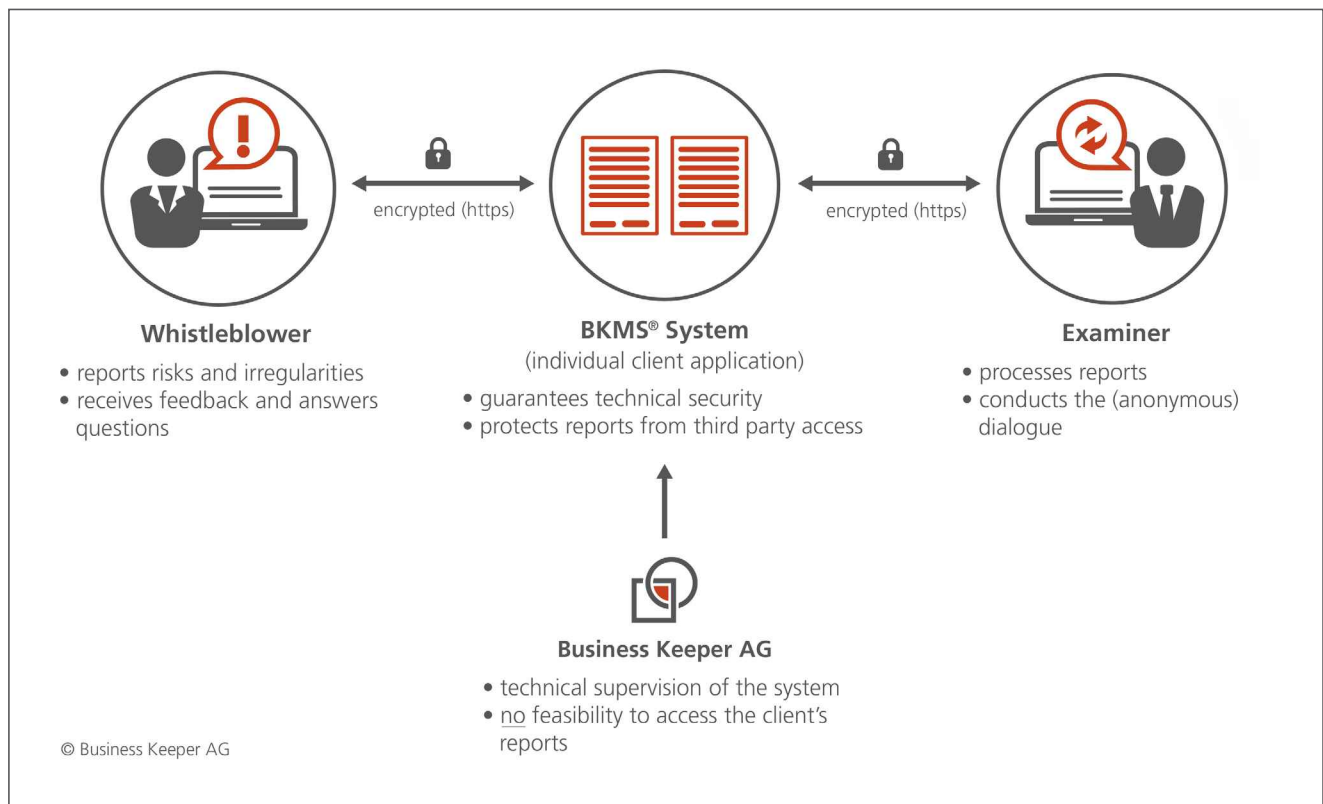 encrypted (https)
encrypted (https)
Whistleblower
• reports risks and irregularities
• receives feedback and answers
questions
BKMS® System
(individual client application)
• guarantees technical security
• protects reports from third party access
Examiner
• processes reports
• conducts the (anonymous)
dialogue
Business Keeper AG
• technical supervision of the system
• no feasibility to access the client’s
reports
© Business Keeper AG